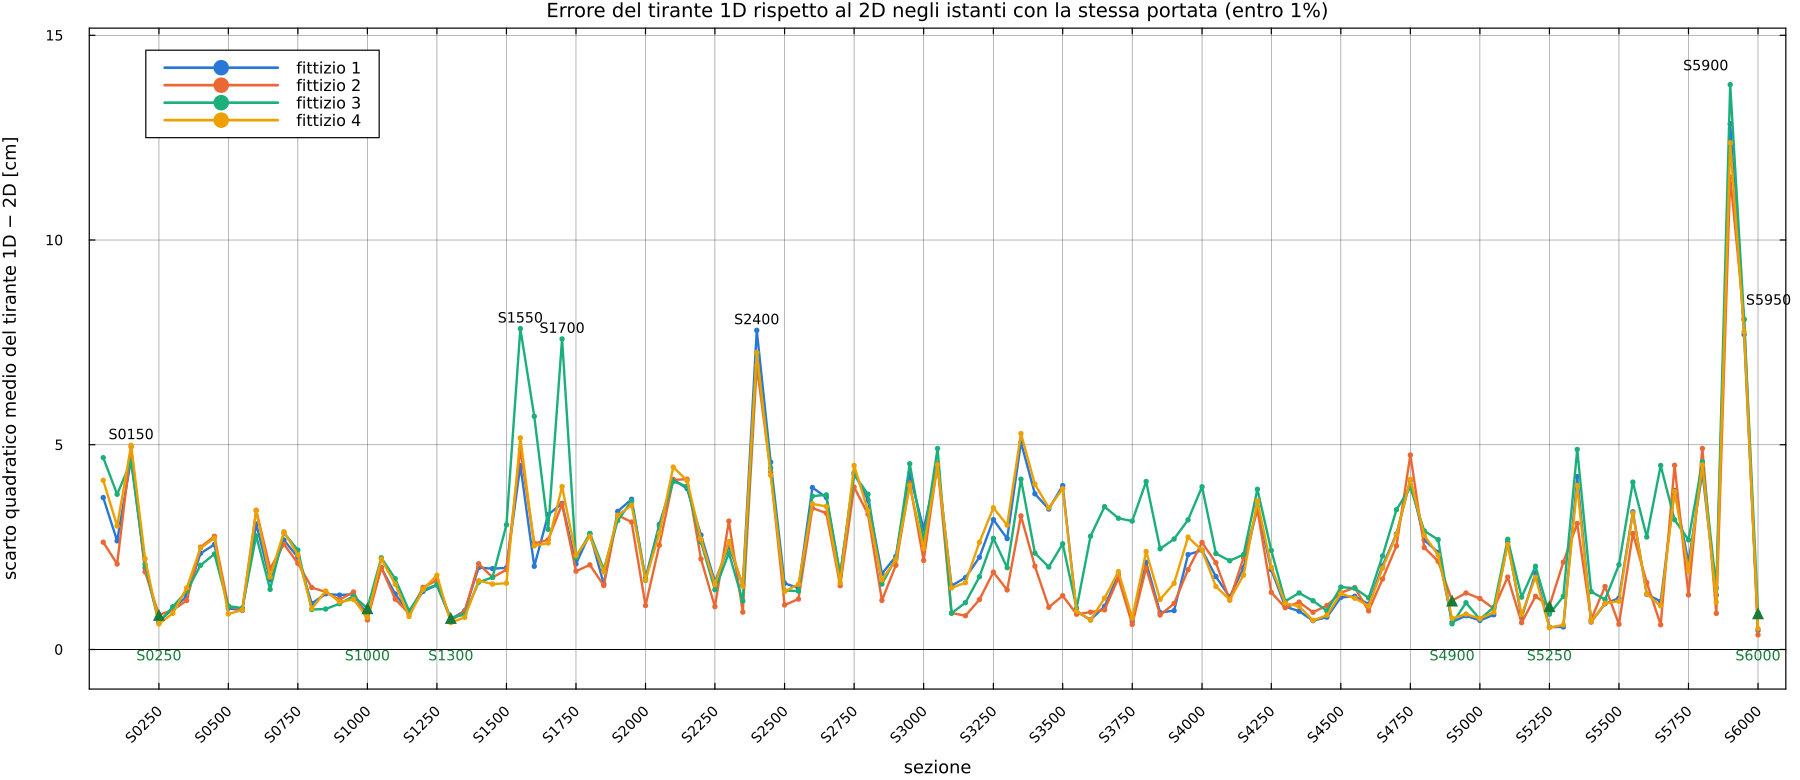 Errore del tirante 1D rispetto al 2D negli istanti con la stessa portata (entro 1%)
scarto quadratico medio del tirante 1D − 2D [cm]
15
10
5
0
fittizio 1
fittizio 2
fittizio 3
fittizio 4
S5900
S5950
S1550
S1700
S2400
S0150
S0250
S1000
S1300
S4900
S5250
S6000
S0250
S0500
S0750
S1000
S1250
S1500
S1750
S2000
S2250
S2500
S2750
S3000
S3250
S3500
S3750
S4000
S4250
S4500
S4750
S5000
S5250
S5500
S5750
S6000
sezione